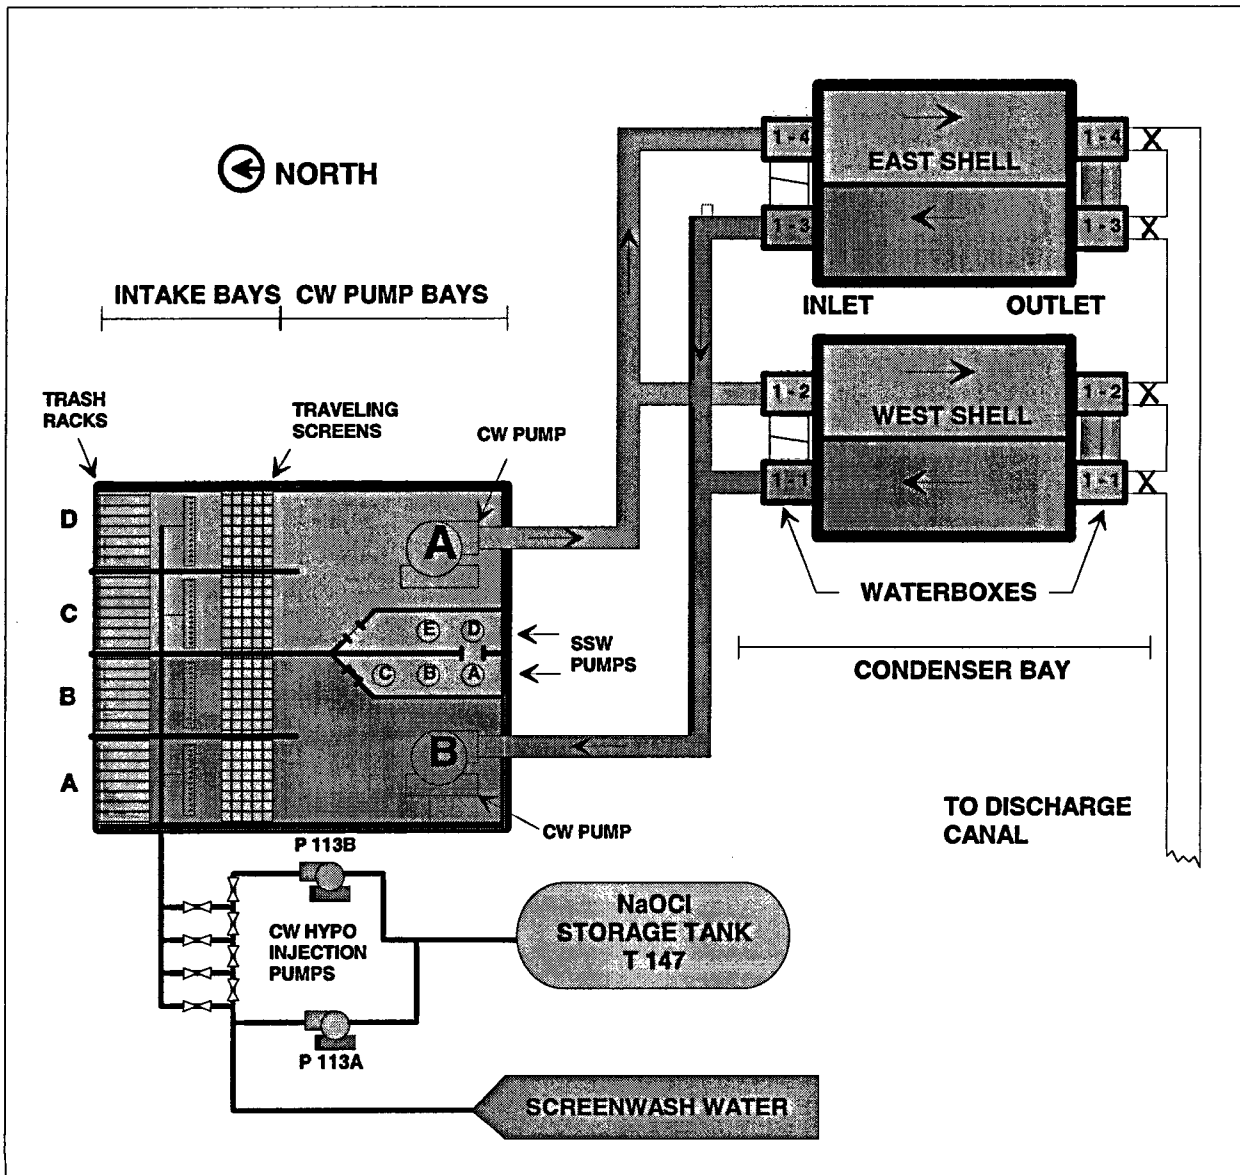 1 - 4
1 - 4
EAST SHELL
NORTH
1 - 3
1 - 3
INTAKE BAYS
CW PUMP BAYS
INLET
OUTLET
TRASH
RACKS
TRAVELING
SCREENS
CW PUMP
1 - 2
WEST SHELL
1 - 2
1 - 1
1 - 1
D
A
WATERBOXES
C
E
D
SSW
PUMPS
CONDENSER BAY
B
C
B
A
B
A
TO DISCHARGE
CANAL
CW PUMP
P 113B
NaOCl
STORAGE TANK
T 147
CW HYPO
INJECTION
PUMPS
P 113A
SCREENWASH WATER